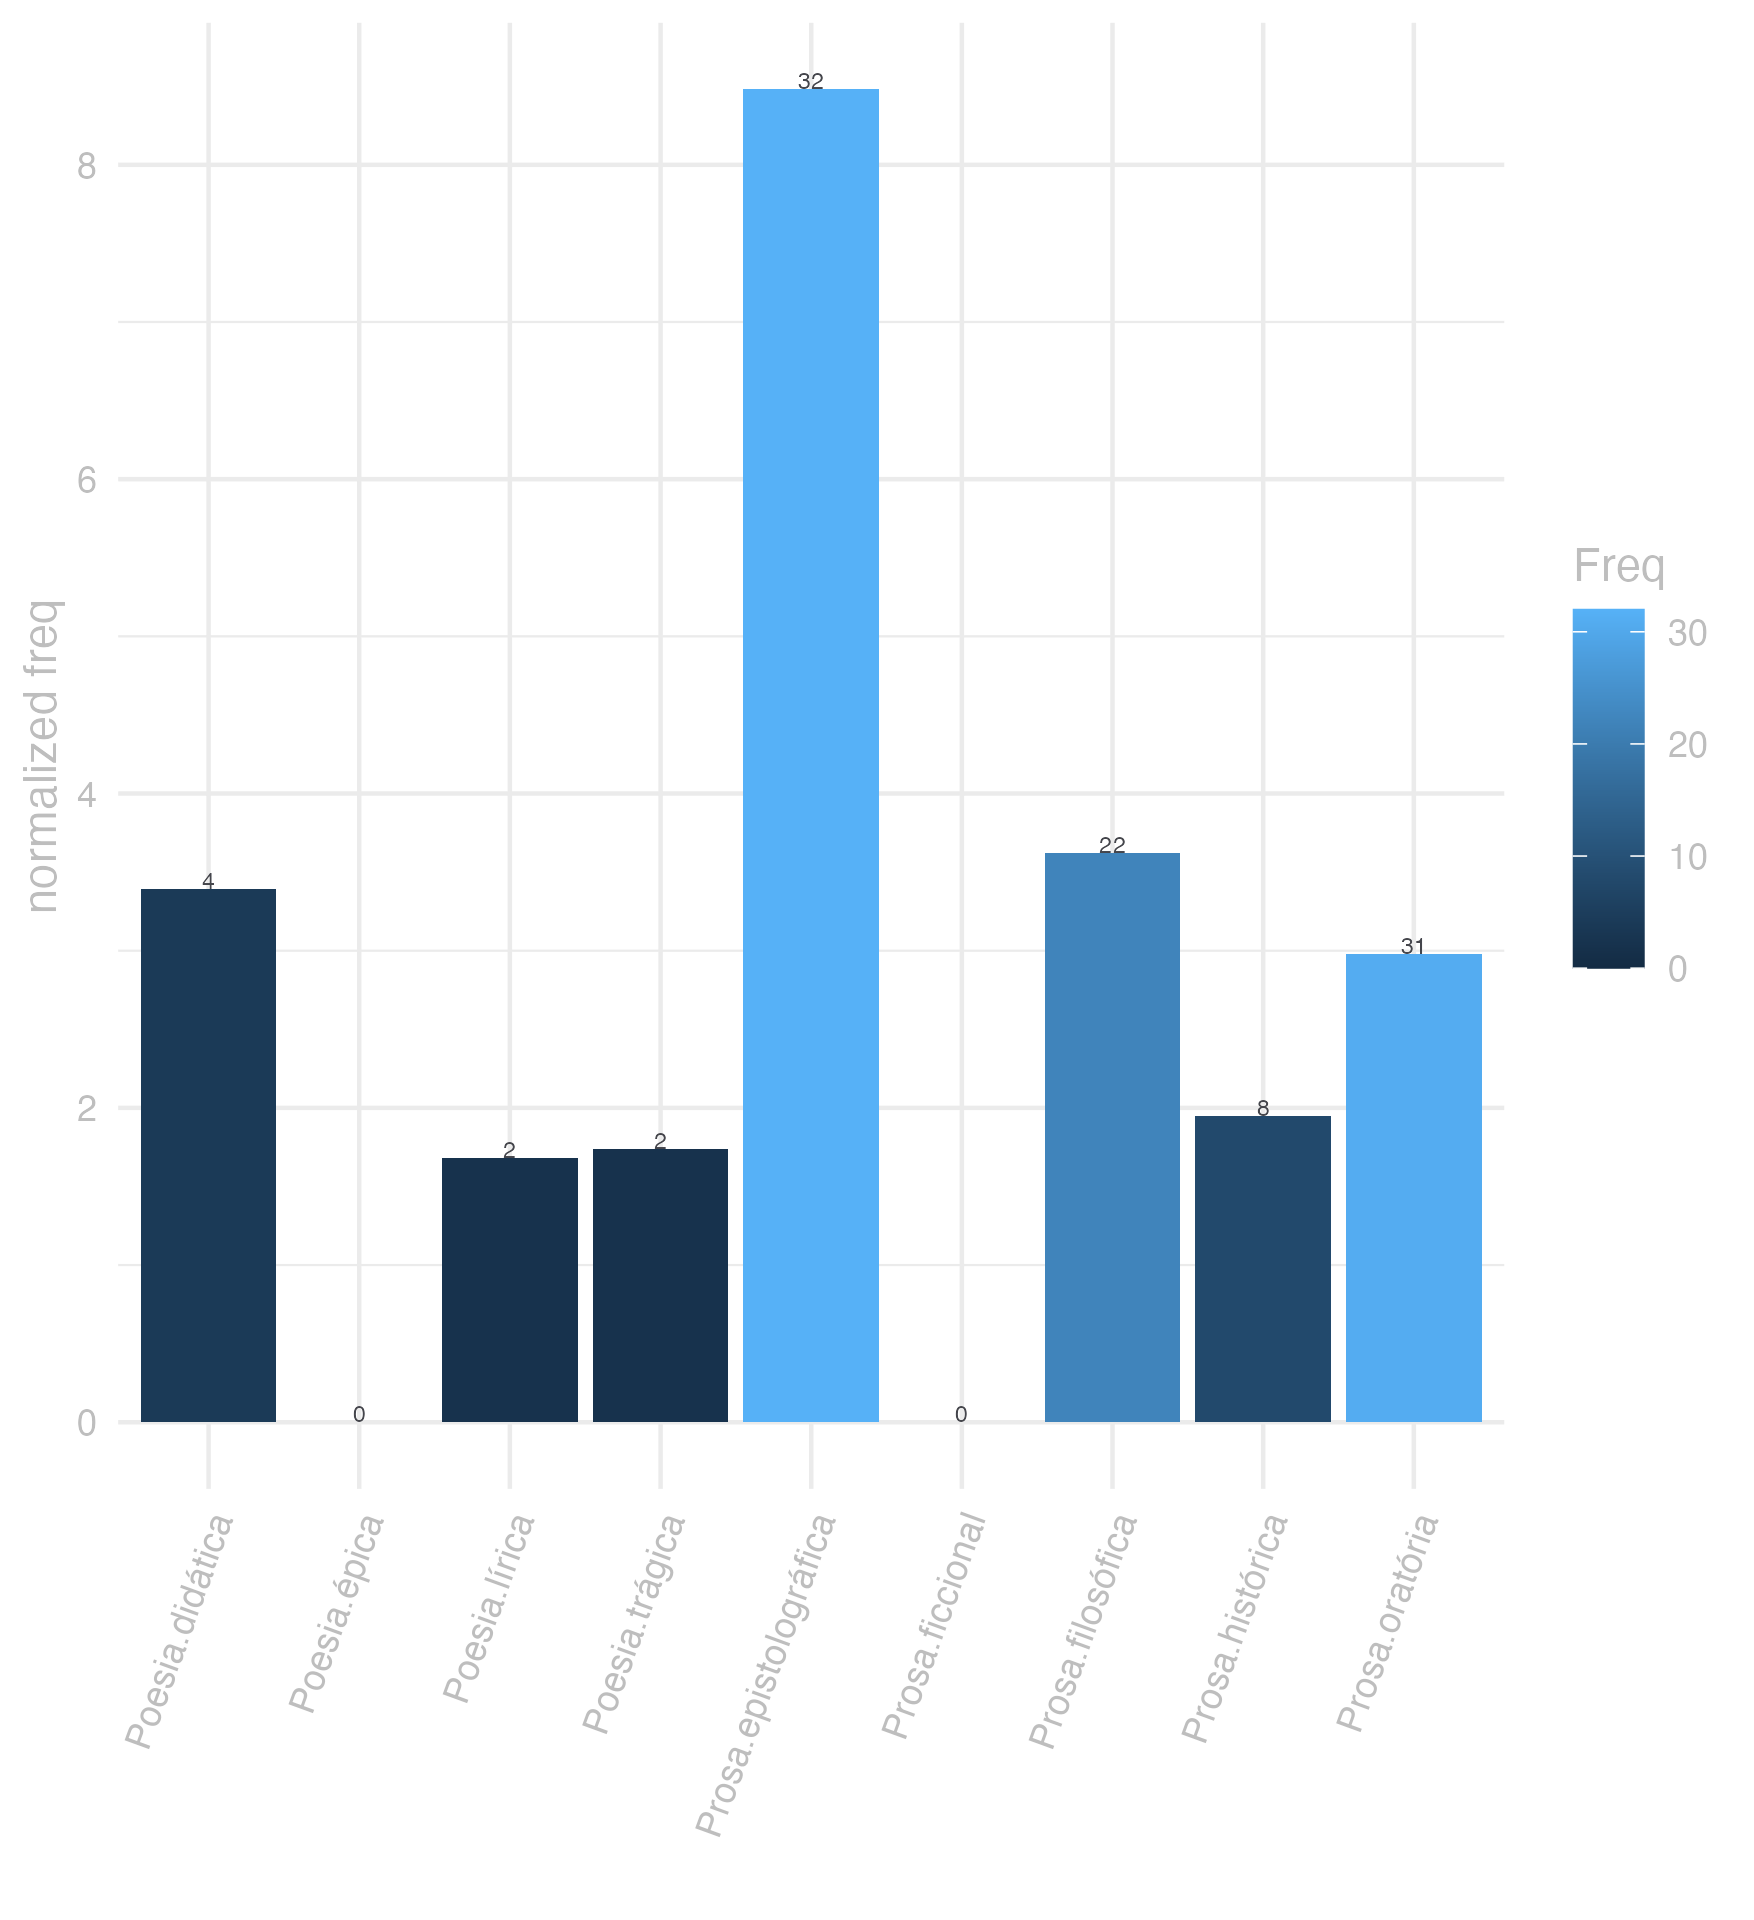 32
8
6
4
2
0
normalized freq
4
0
2
2
0
22
8
31
Freq
30
20
10
0
Poesia.didática
Poesia.épica
Poesia.lírica
Poesia.trágica
Prosa.epistolográfica
Prosa.ficcional
Prosa.filosófica
Prosa.histórica
Prosa.oratória